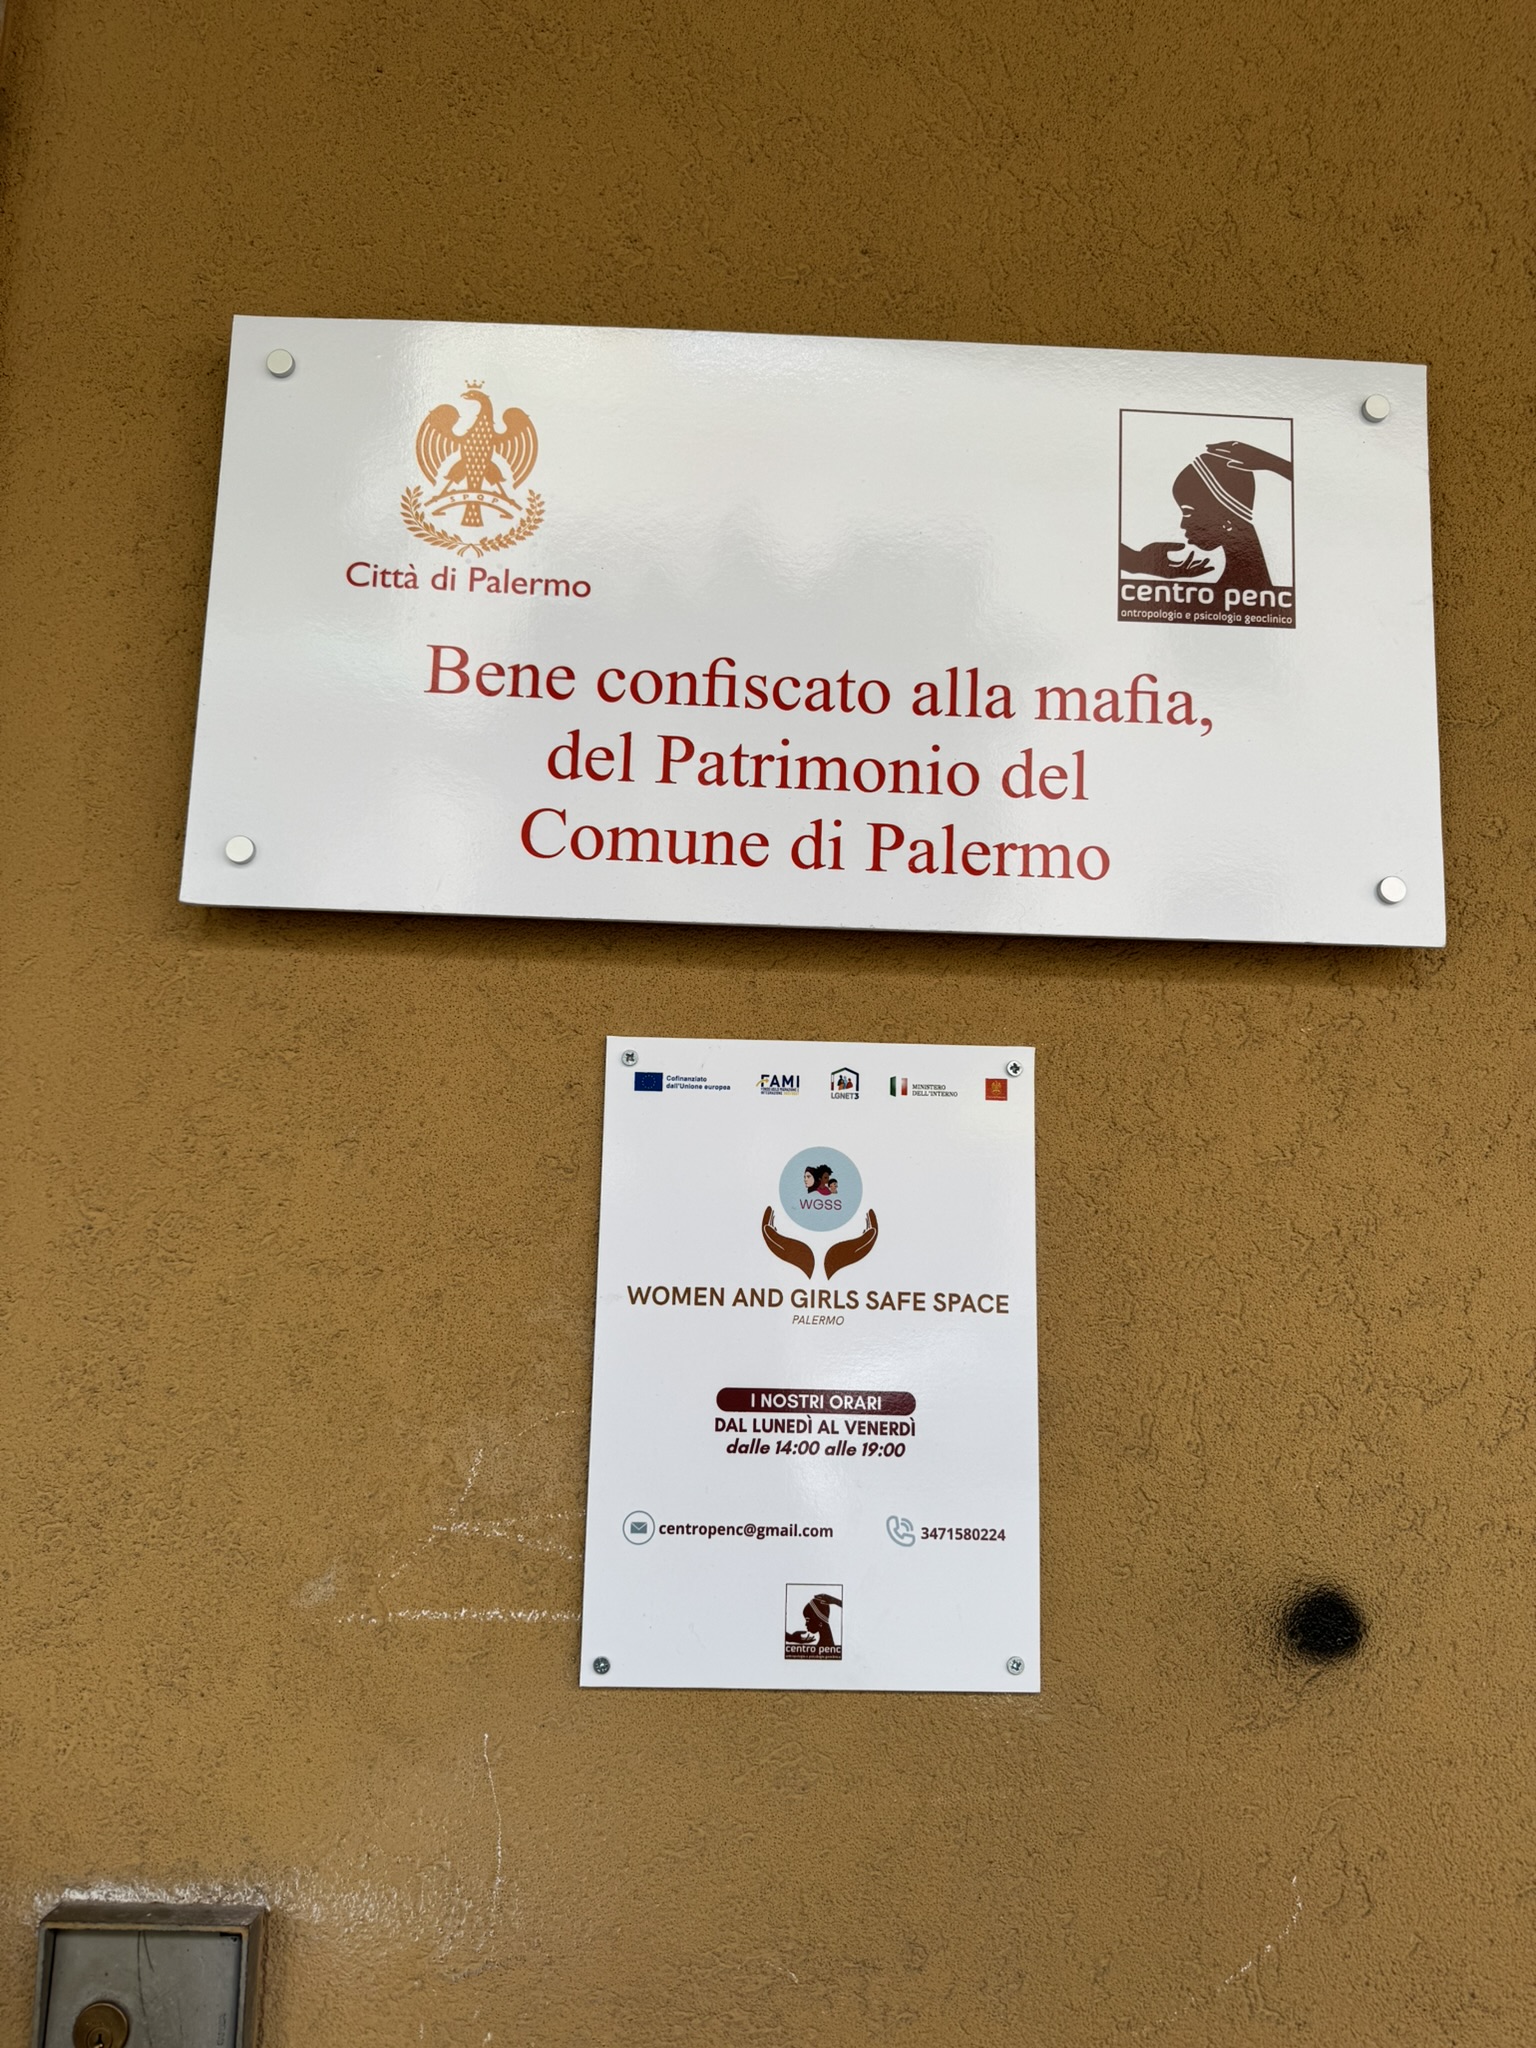 S P Q P
Città di Palermo
centro penc
antropologia e psicologia geoclinico
Bene confiscato alla mafia,
del Patrimonio del
Comune di Palermo
Cofinanziato
dall'Unione europea
FAMI
LGNET3
MINISTERO
DELL'INTERNO
WGSS
WOMEN AND GIRLS SAFE SPACE
PALERMO
I NOSTRI ORARI
DAL LUNEDÌ AL VENERDÌ
dalle 14:00 alle 19:00
centropenc@gmail.com
3471580224
centro penc